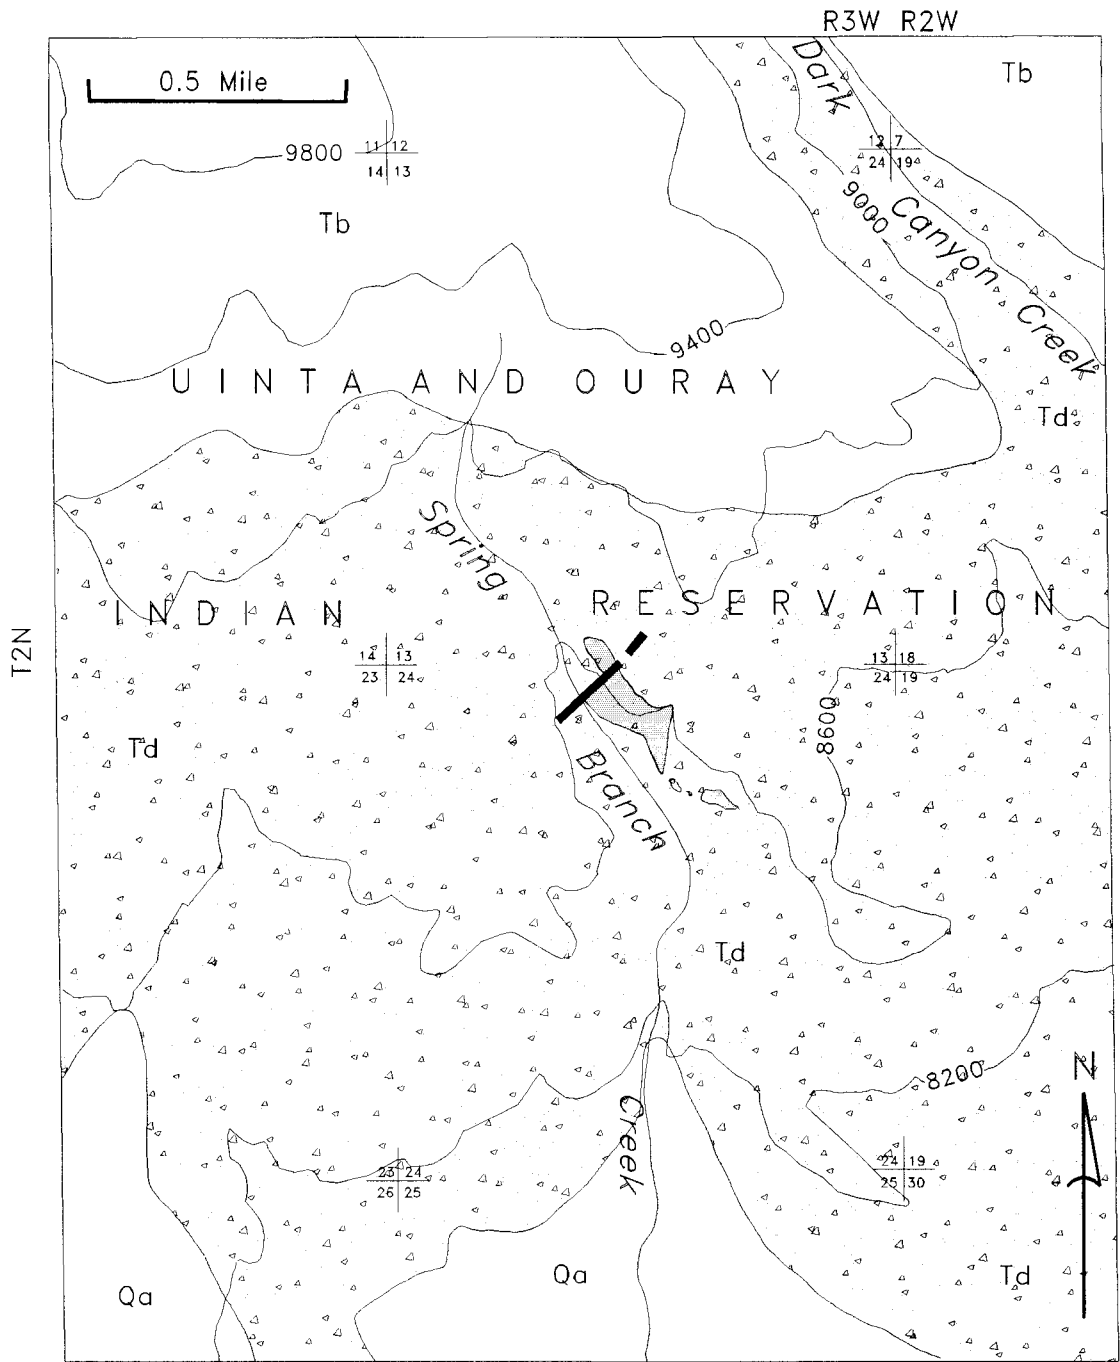 R3W R2W
0.5 Mile
Dark
Tb
9800
11 12
14 13
12 7
24 19
Tb
9000
Canyon
Creek
9400
UINTA AND OURAY
Td
Spring
INDIAN RESERVATION
T2N
14 13
23 24
13 18
24 19
8600
Td
Branch
Td
8200
N
Creek
23 24
26 25
24 19
25 30
Qa
Qa
Td